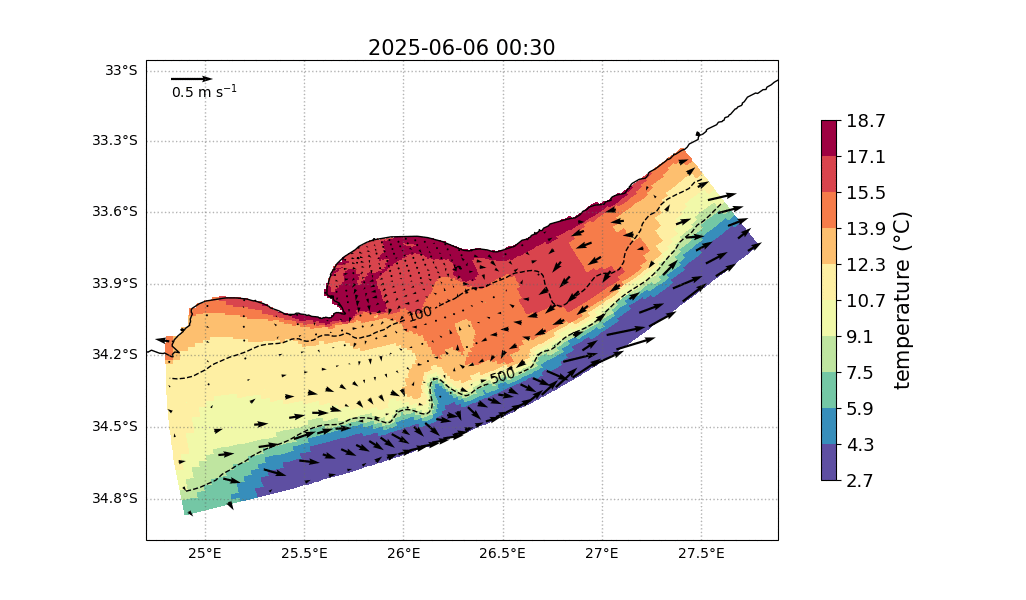 2025-06-06 00:30
0.5 m s⁻¹
33°S
33.3°S
33.6°S
33.9°S
34.2°S
34.5°S
34.8°S
100
500
25°E
25.5°E
26°E
26.5°E
27°E
27.5°E
18.7
17.1
15.5
13.9
12.3
10.7
9.1
7.5
5.9
4.3
2.7
temperature (°C)